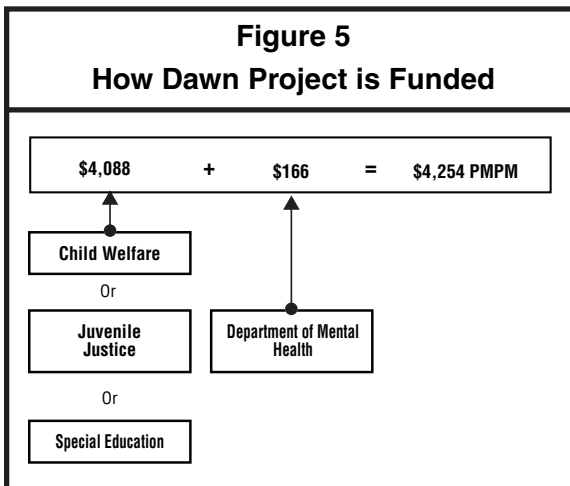 Figure 5
How Dawn Project is Funded
$4,088 + $166 = $4,254 PMPM
Child Welfare
Or
Juvenile
Justice
Department of Mental
Health
Or
Special Education